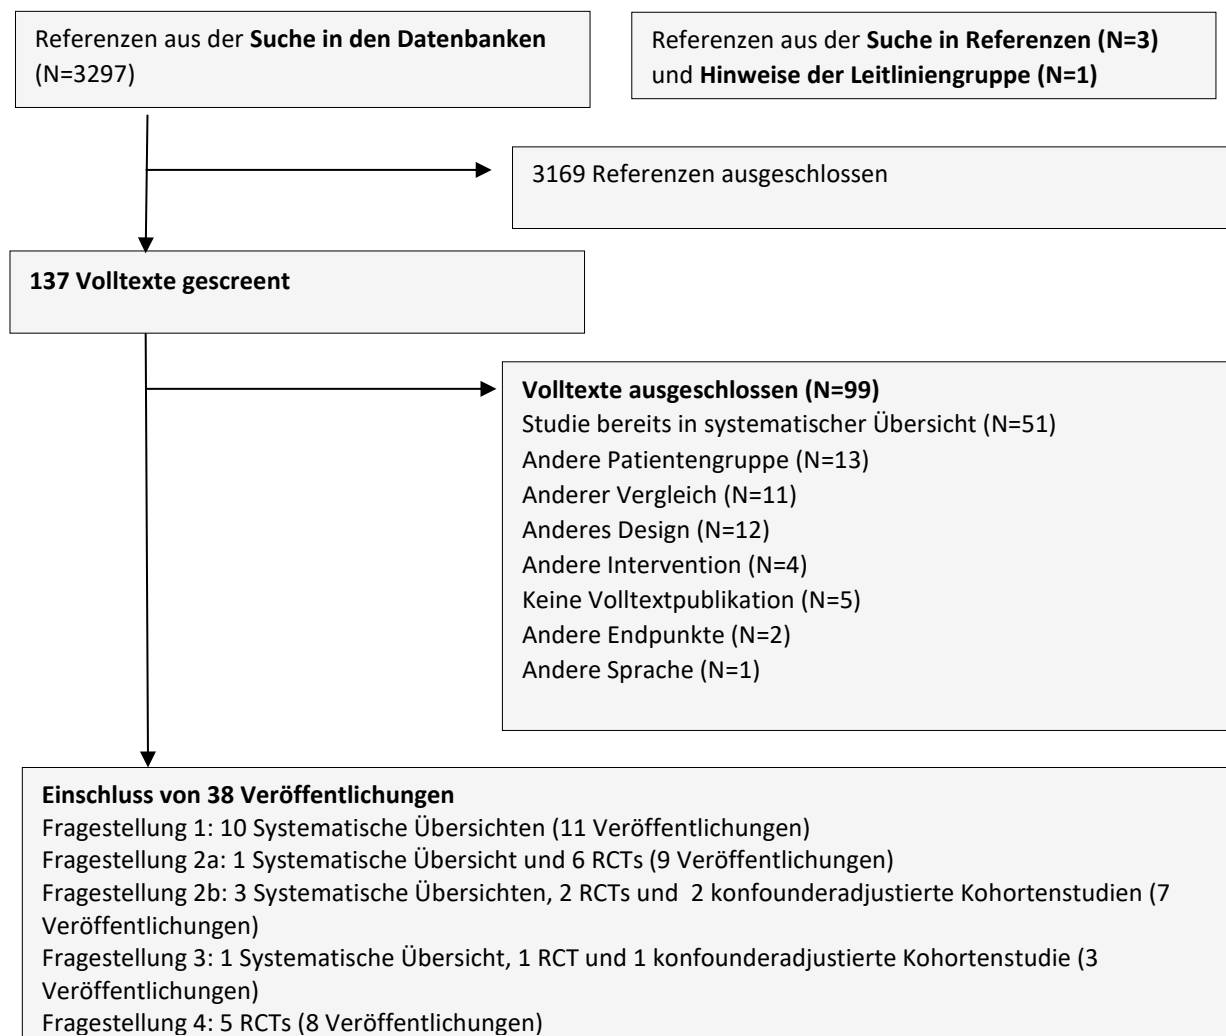 Referenzen aus der Suche in den Datenbanken
(N=3297)
Referenzen aus der Suche in Referenzen (N=3)
und Hinweise der Leitliniengruppe (N=1)
3169 Referenzen ausgeschlossen
137 Volltexte gescreent
Volltexte ausgeschlossen (N=99)
Studie bereits in systematischer Übersicht (N=51)
Andere Patientengruppe (N=13)
Anderer Vergleich (N=11)
Anderes Design (N=12)
Andere Intervention (N=4)
Keine Volltextpublikation (N=5)
Andere Endpunkte (N=2)
Andere Sprache (N=1)
Einschluss von 38 Veröffentlichungen
Fragestellung 1: 10 Systematische Übersichten (11 Veröffentlichungen)
Fragestellung 2a: 1 Systematische Übersicht und 6 RCTs (9 Veröffentlichungen)
Fragestellung 2b: 3 Systematische Übersichten, 2 RCTs und 2 konfounderadjustierte Kohortenstudien (7
Veröffentlichungen)
Fragestellung 3: 1 Systematische Übersicht, 1 RCT und 1 konfounderadjustierte Kohortenstudie (3
Veröffentlichungen)
Fragestellung 4: 5 RCTs (8 Veröffentlichungen)